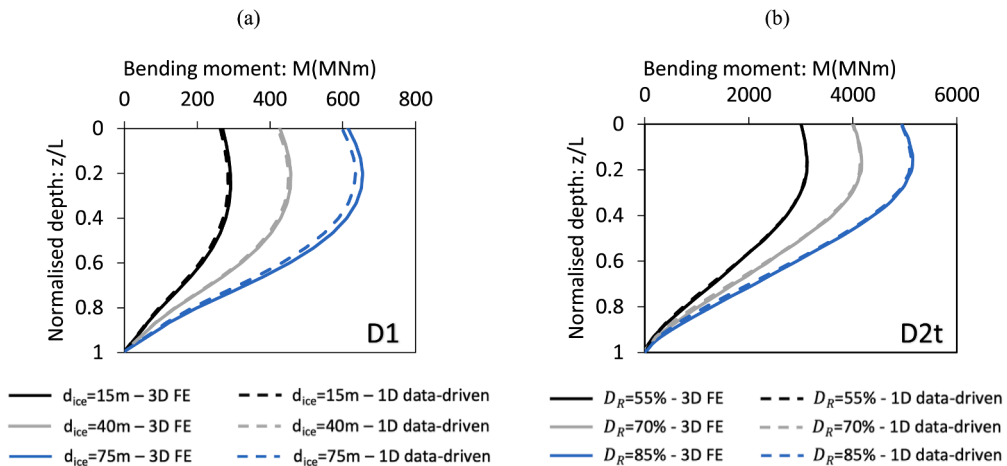 (a)
(b)
Bending moment: M(MNm)
0 200 400 600 800
Normalised depth: z/L
0
0.2
0.4
0.6
0.8
1
D1
Bending moment: M(MNm)
0 2000 4000 6000
Normalised depth: z/L
0
0.2
0.4
0.6
0.8
1
D2t
d_ice=15m – 3D FE
d_ice=15m – 1D data-driven
d_ice=40m – 3D FE
d_ice=40m – 1D data-driven
d_ice=75m – 3D FE
d_ice=75m – 1D data-driven
D_R=55% - 3D FE
D_R=55% - 1D data-driven
D_R=70% - 3D FE
D_R=70% - 1D data-driven
D_R=85% - 3D FE
D_R=85% - 1D data-driven